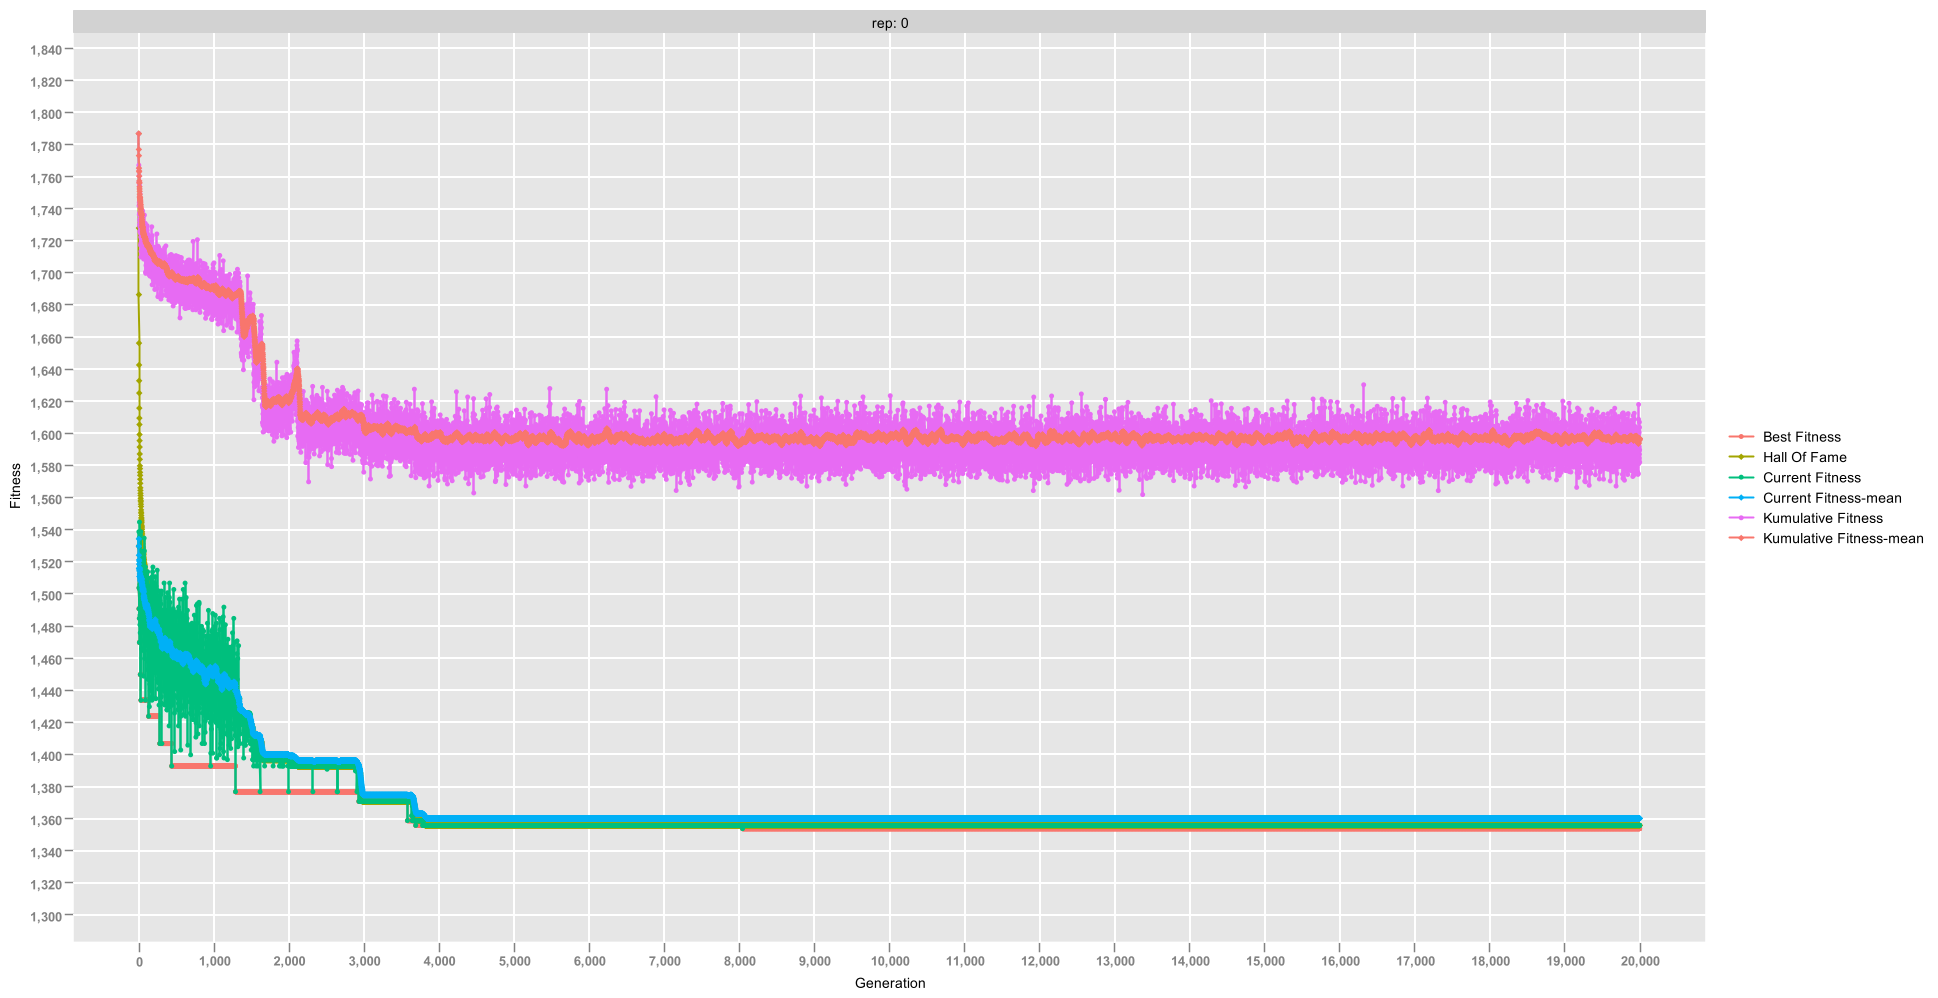 rep: 0
1,840
1,820
1,800
1,780
1,760
1,740
1,720
1,700
1,680
1,660
1,640
1,620
1,600
1,580
1,560
1,540
1,520
1,500
1,480
1,460
1,440
1,420
1,400
1,380
1,360
1,340
1,320
1,300
Fitness
0 1,000 2,000 3,000 4,000 5,000 6,000 7,000 8,000 9,000 10,000 11,000 12,000 13,000 14,000 15,000 16,000 17,000 18,000 19,000 20,000
Generation
Best Fitness
Hall Of Fame
Current Fitness
Current Fitness-mean
Kumulative Fitness
Kumulative Fitness-mean